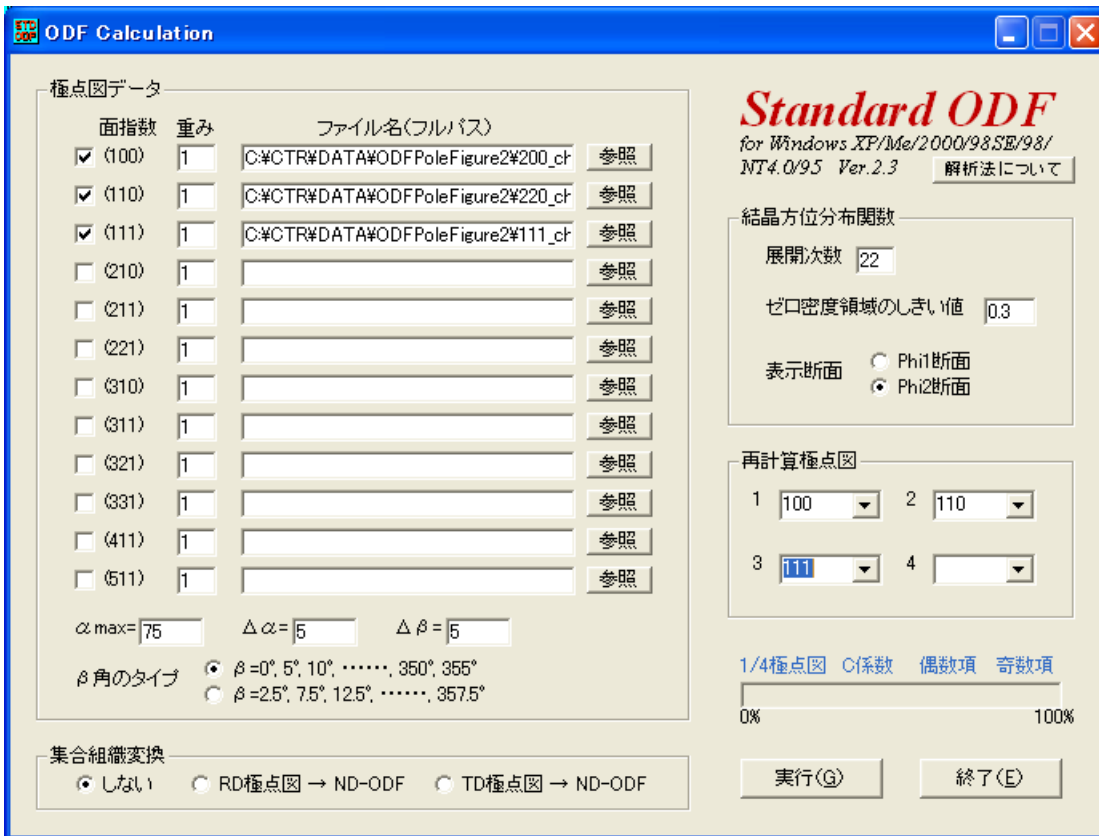 ODF Calculation
極点図データ
面指数 重み ファイル名(フルパス)
(100) 1 C:¥CTR¥DATA¥ODFPoleFigure2¥200_ch 参照
(110) 1 C:¥CTR¥DATA¥ODFPoleFigure2¥220_ch 参照
(111) 1 C:¥CTR¥DATA¥ODFPoleFigure2¥111_ch 参照
(210) 1 参照
(211) 1 参照
(221) 1 参照
(310) 1 参照
(311) 1 参照
(321) 1 参照
(331) 1 参照
(411) 1 参照
(511) 1 参照
αmax= 75 Δα= 5 Δβ= 5
β角のタイプ
β=0°, 5°, 10°, ······, 350°, 355°
β=2.5°, 7.5°, 12.5°, ······, 357.5°
集合組織変換
しない RD極点図 → ND-ODF TD極点図 → ND-ODF
STD ODF
Standard ODF
for Windows XP/Me/2000/98SE/98/
NT4.0/95 Ver.2.3 解析法について
結晶方位分布関数
展開次数 22
ゼロ密度領域のしきい値 0.3
表示断面
Phi1断面
Phi2断面
再計算極点図
1 100 2 110
3 111 4
1/4極点図 C係数 偶数項 奇数項
0% 100%
実行(G) 終了(E)